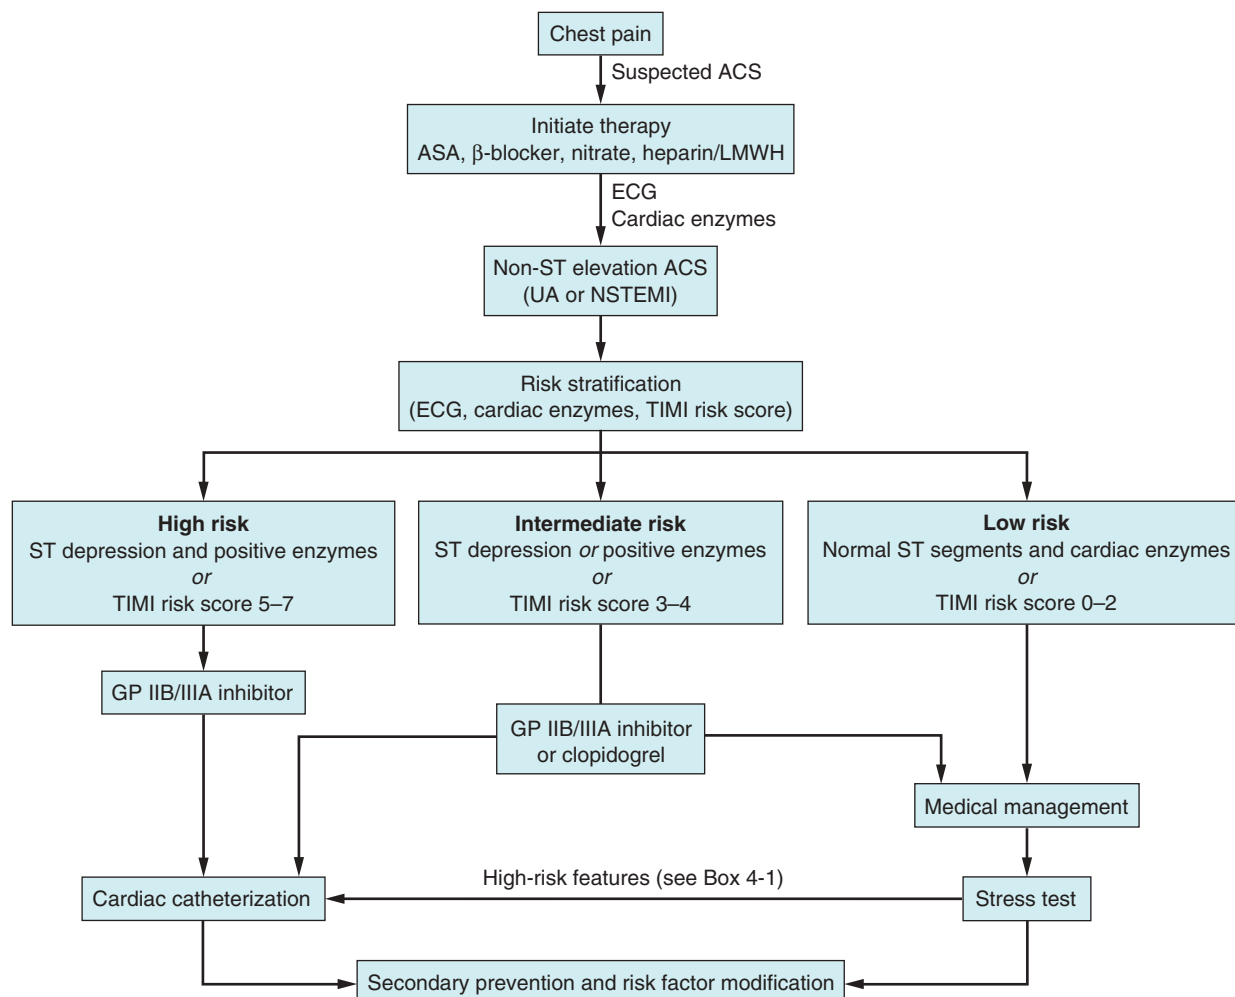 Chest pain
Suspected ACS
Initiate therapy
ASA, β-blocker, nitrate, heparin/LMWH
ECG
Cardiac enzymes
Non-ST elevation ACS
(UA or NSTEMI)
Risk stratification
(ECG, cardiac enzymes, TIMI risk score)
High risk
ST depression and positive enzymes
or
TIMI risk score 5–7
Intermediate risk
ST depression or positive enzymes
or
TIMI risk score 3–4
Low risk
Normal ST segments and cardiac enzymes
or
TIMI risk score 0–2
GP IIB/IIIA inhibitor
GP IIB/IIIA inhibitor
or clopidogrel
Medical management
Cardiac catheterization
High-risk features (see Box 4-1)
Stress test
Secondary prevention and risk factor modification